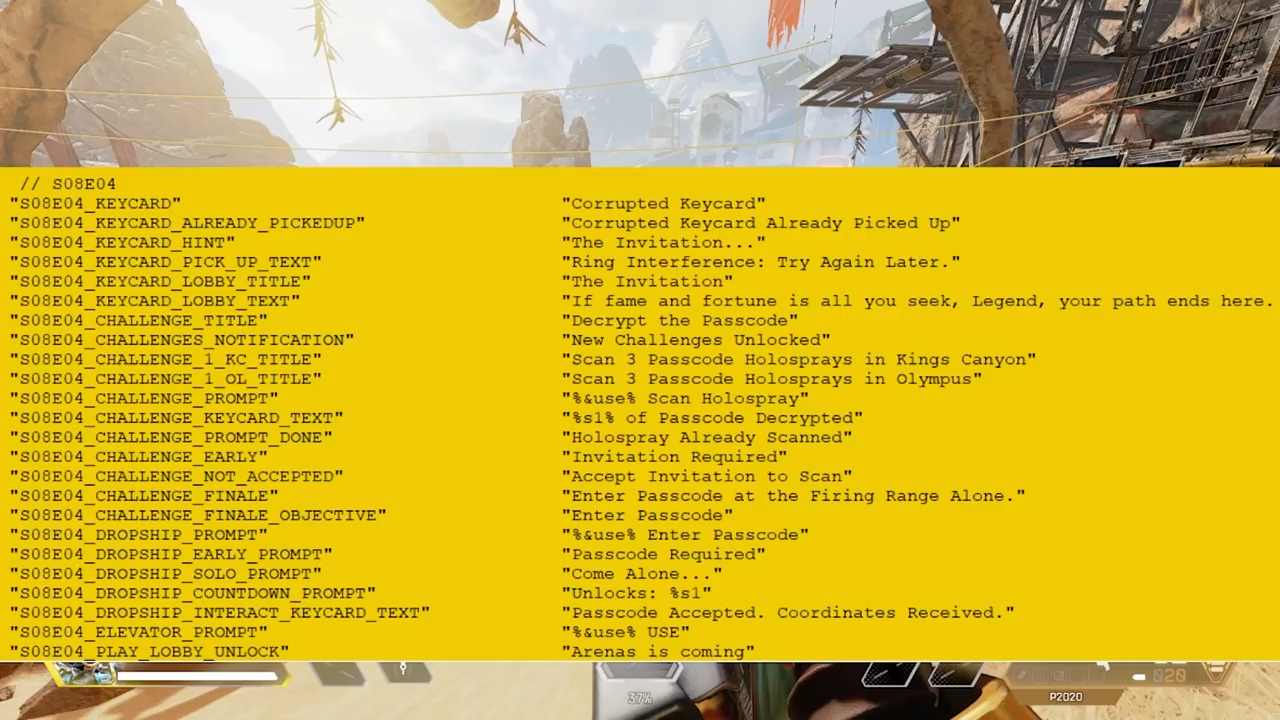 // S08E04
"S08E04_KEYCARD" "Corrupted Keycard"
"S08E04_KEYCARD_ALREADY_PICKEDUP" "Corrupted Keycard Already Picked Up"
"S08E04_KEYCARD_HINT" "The Invitation..."
"S08E04_KEYCARD_PICK_UP_TEXT" "Ring Interference: Try Again Later."
"S08E04_KEYCARD_LOBBY_TITLE" "The Invitation"
"S08E04_KEYCARD_LOBBY_TEXT" "If fame and fortune is all you seek, Legend, your path ends here.
"S08E04_CHALLENGE_TITLE" "Decrypt the Passcode"
"S08E04_CHALLENGES_NOTIFICATION" "New Challenges Unlocked"
"S08E04_CHALLENGE_1_KC_TITLE" "Scan 3 Passcode Holosprays in Kings Canyon"
"S08E04_CHALLENGE_1_OL_TITLE" "Scan 3 Passcode Holosprays in Olympus"
"S08E04_CHALLENGE_PROMPT" "%&use% Scan Holospray"
"S08E04_CHALLENGE_KEYCARD_TEXT" "%s1% of Passcode Decrypted"
"S08E04_CHALLENGE_PROMPT_DONE" "Holospray Already Scanned"
"S08E04_CHALLENGE_EARLY" "Invitation Required"
"S08E04_CHALLENGE_NOT_ACCEPTED" "Accept Invitation to Scan"
"S08E04_CHALLENGE_FINALE" "Enter Passcode at the Firing Range Alone."
"S08E04_CHALLENGE_FINALE_OBJECTIVE" "Enter Passcode"
"S08E04_DROPSHIP_PROMPT" "%&use% Enter Passcode"
"S08E04_DROPSHIP_EARLY_PROMPT" "Passcode Required"
"S08E04_DROPSHIP_SOLO_PROMPT" "Come Alone..."
"S08E04_DROPSHIP_COUNTDOWN_PROMPT" "Unlocks: %s1"
"S08E04_DROPSHIP_INTERACT_KEYCARD_TEXT" "Passcode Accepted. Coordinates Received."
"S08E04_ELEVATOR_PROMPT" "%&use% USE"
"S08E04_PLAY_LOBBY_UNLOCK" "Arenas is coming"
37%
020
P2020